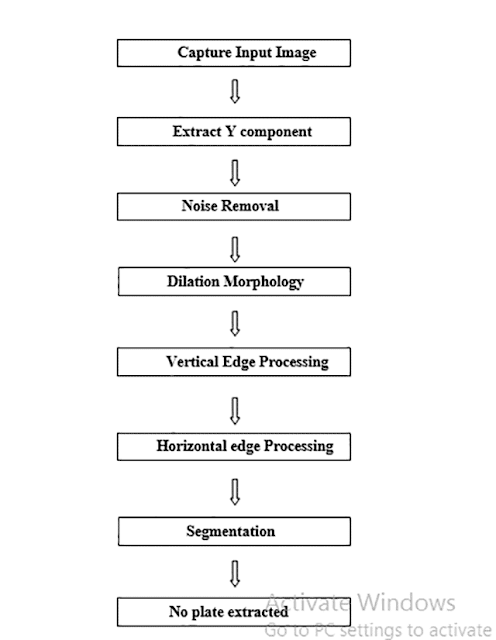 Capture Input Image
Extract Y component
Noise Removal
Dilation Morphology
Vertical Edge Processing
Horizontal edge Processing
Segmentation
No plate extracted
Activate Windows
Go to PC settings to activate